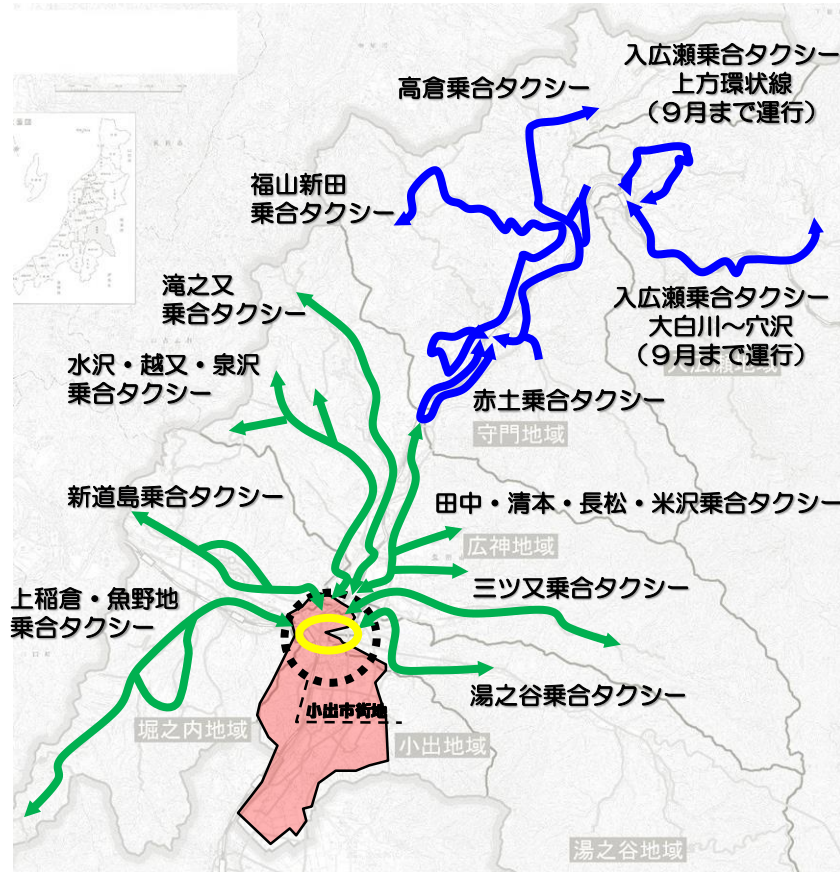 入広瀬乗合タクシー
上方環状線
（９月まで運行）
高倉乗合タクシー
福山新田
乗合タクシー
滝之又
乗合タクシー
入広瀬乗合タクシー
大白川～穴沢
（９月まで運行）
入広瀬地域
水沢・越又・泉沢
乗合タクシー
赤土乗合タクシー
守門地域
新道島乗合タクシー
田中・清本・長松・米沢乗合タクシー
広神地域
三ツ又乗合タクシー
上稲倉・魚野地
乗合タクシー
湯之谷乗合タクシー
小出市街地
堀之内地域
小出地域
湯之谷地域